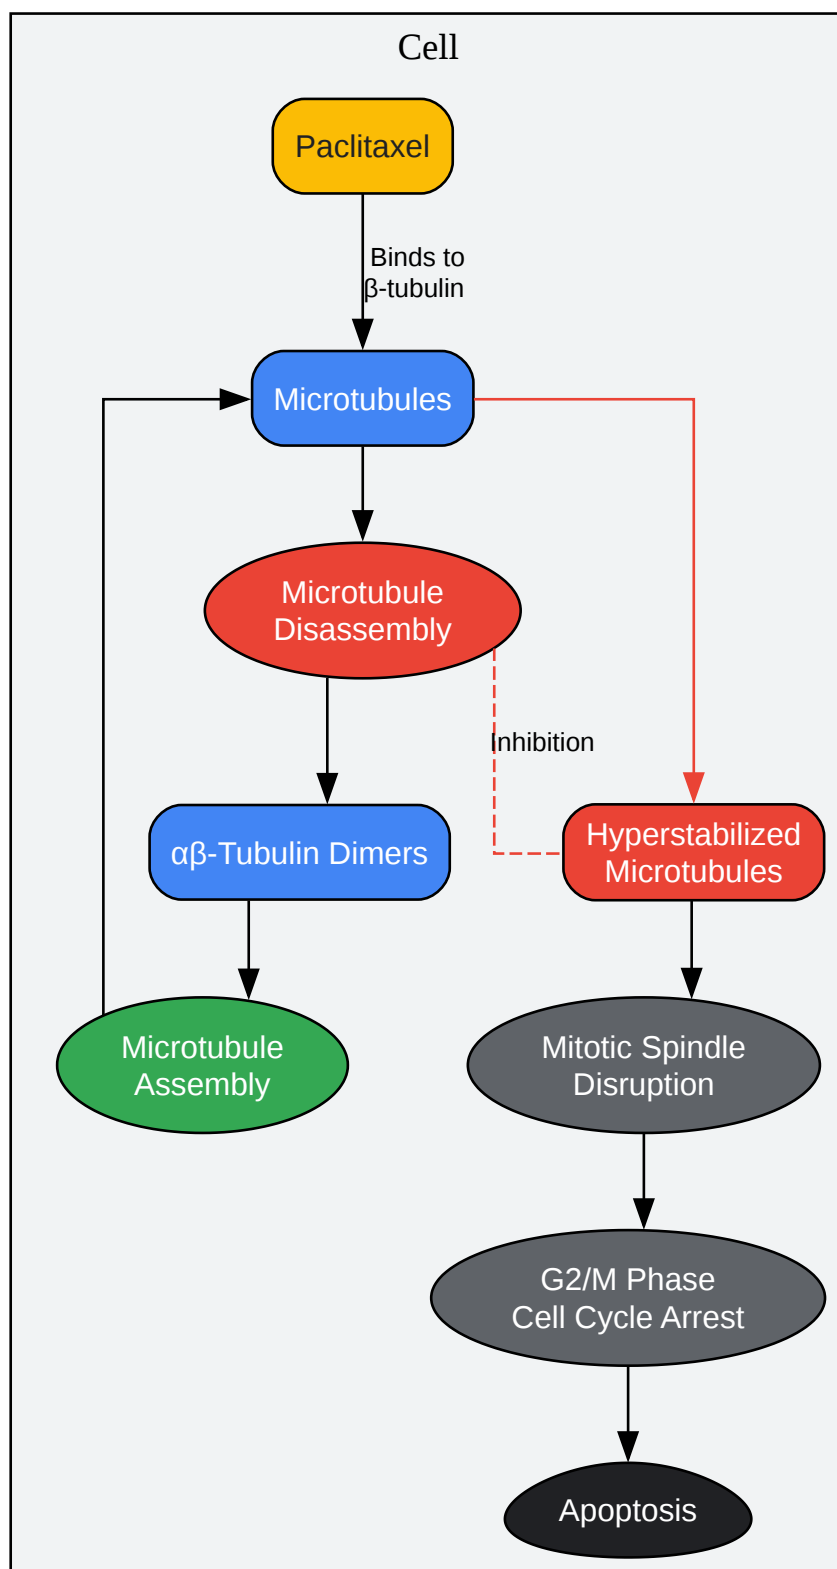 Cell
Paclitaxel
Binds to
β-tubulin
Microtubules
Microtubule
Disassembly
Inhibition
αβ-Tubulin Dimers
Hyperstabilized
Microtubules
Microtubule
Assembly
Mitotic Spindle
Disruption
G2/M Phase
Cell Cycle Arrest
Apoptosis